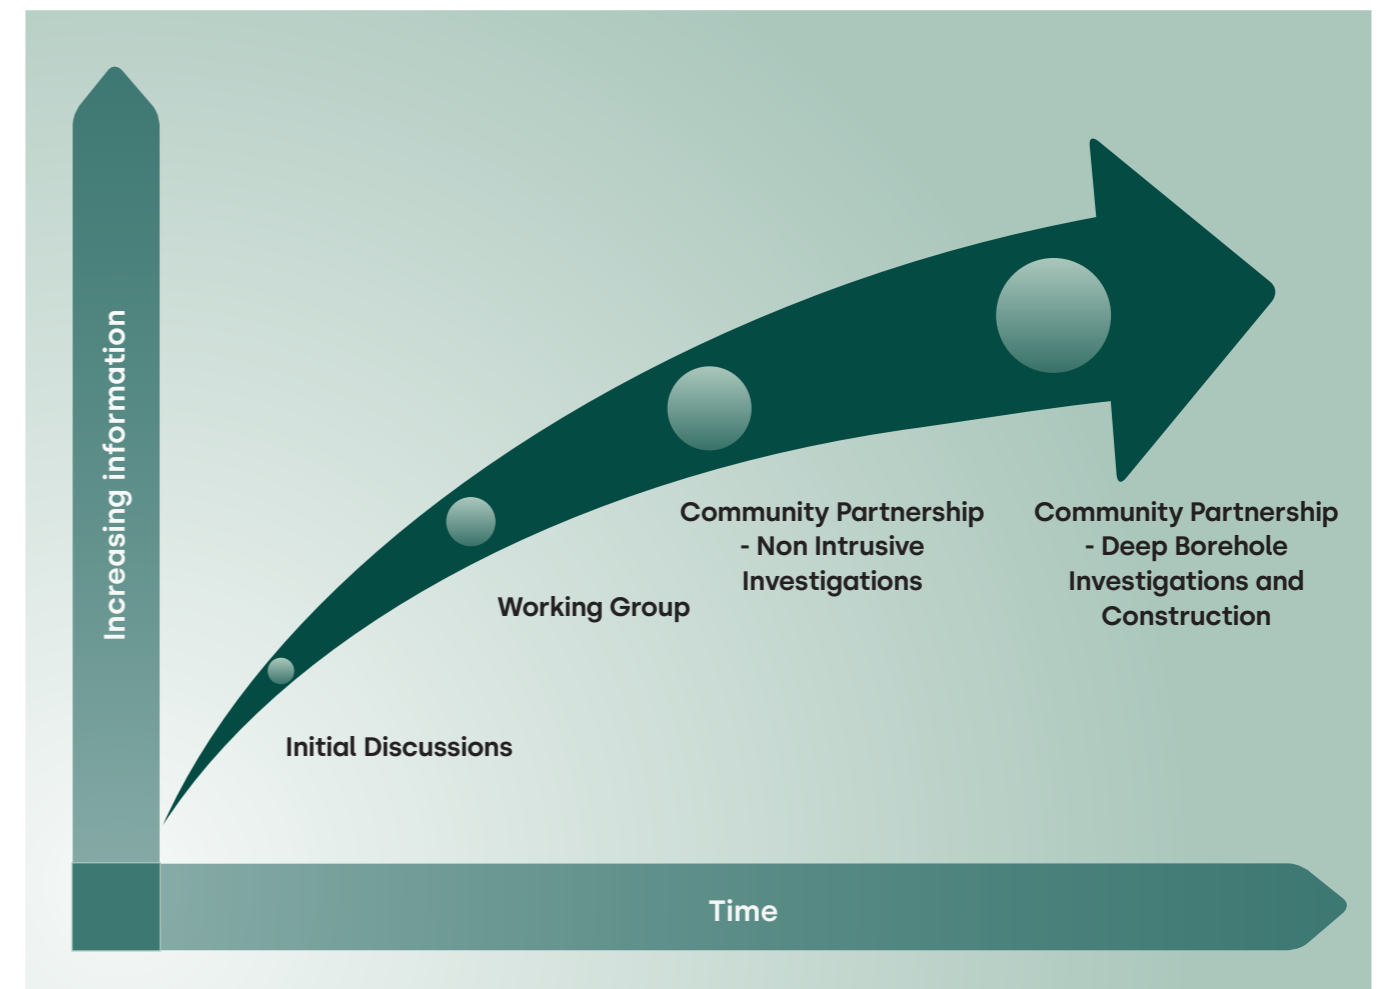 Increasing information
Community Partnership
- Non Intrusive
Investigations
Community Partnership
- Deep Borehole
Investigations and
Construction
Working Group
Initial Discussions
Time